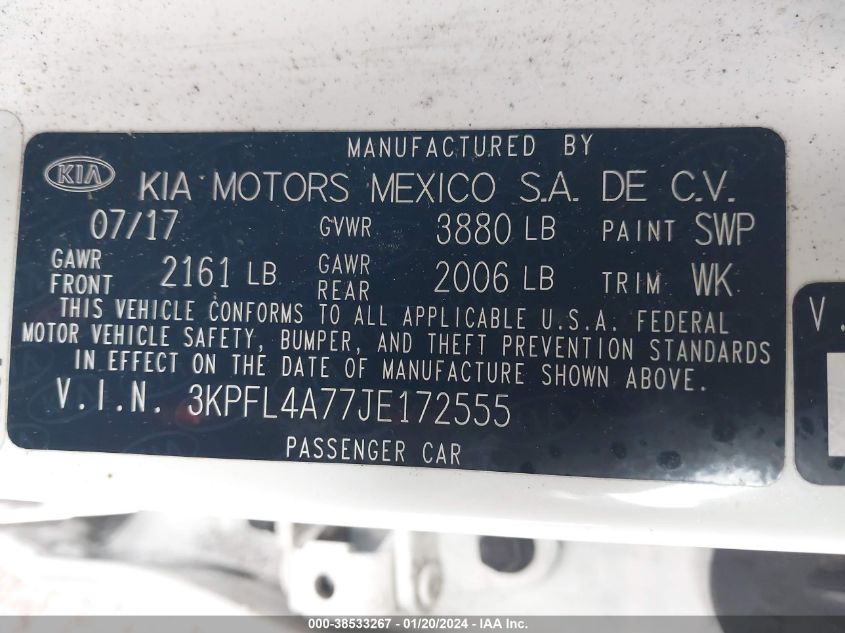 MANUFACTURED BY
KIA
KIA MOTORS MEXICO S.A. DE C.V.
07/17 GVWR 3880 LB PAINT SWP
GAWR FRONT 2161 LB GAWR REAR 2006 LB TRIM WK
THIS VEHICLE CONFORMS TO ALL APPLICABLE U.S.A. FEDERAL
MOTOR VEHICLE SAFETY, BUMPER, AND THEFT PREVENTION STANDARDS
IN EFFECT ON THE DATE OF MANUFACTURE SHOWN ABOVE.
V.I.N. 3KPFL4A77JE172555
PASSENGER CAR
V.
000-38533267 - 01/20/2024 - IAA Inc.